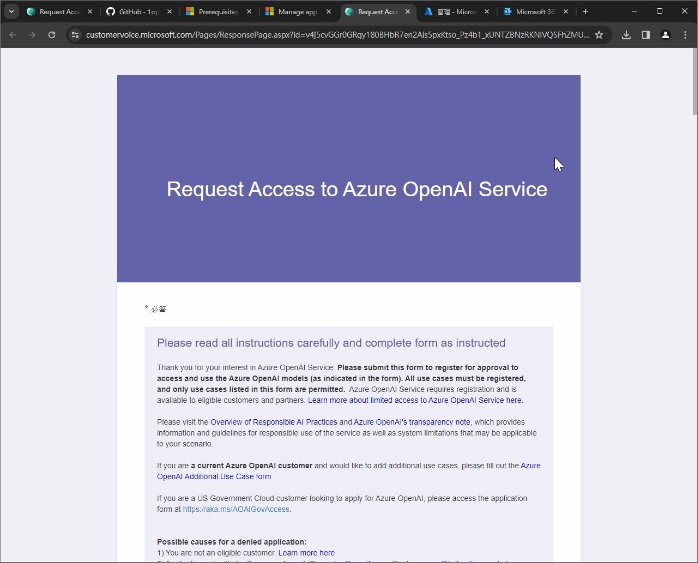 Request Acce
GitHub - 1op
Prerequisites
Manage app
Request Acce
管理 - Micros
Microsoft 36
customervoice.microsoft.com/Pages/ResponsePage.aspx?id=v4j5cvGGr0GRqy180BHbR7en2Ais5pxKtso_Pz4b1_xUNTZBNzRKNlVQSFhZMU...
Request Access to Azure OpenAI Service
* 必答
Please read all instructions carefully and complete form as instructed
Thank you for your interest in Azure OpenAI Service. Please submit this form to register for approval to
access and use the Azure OpenAI models (as indicated in the form). All use cases must be registered,
and only use cases listed in this form are permitted. Azure OpenAI Service requires registration and is
available to eligible customers and partners. Learn more about limited access to Azure OpenAI Service here.
Please visit the Overview of Responsible AI Practices and Azure OpenAI's transparency note, which provides
information and guidelines for responsible use of the service as well as system limitations that may be applicable
to your scenario.
If you are a current Azure OpenAI customer and would like to add additional use cases, please fill out the Azure
OpenAI Additional Use Case form
If you are a US Government Cloud customer looking to apply for Azure OpenAI, please access the application
form at https://aka.ms/AOAIGovAccess.
Possible causes for a denied application:
1) You are not an eligible customer. Learn more here